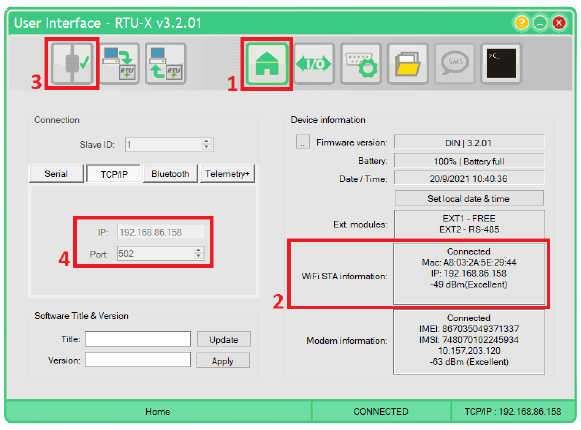 User Interface - RTU-X v3.2.01
?
3
RTU
RTU
1
I/O
SMS
>_
Connection
Slave ID: 1
Serial TCP/IP Bluetooth Telemetry+
4
IP: 192.168.86.158
Port: 502
Software Title & Version
Title: Update
Version: Apply
Device information
.. Firmware version: DIN | 3.2.01
Battery: 100% | Battery full
Date / Time: 20/9/2021 10:40:36
Set local date & time
Ext. modules: EXT1 - FREE
EXT2 - RS-485
2
WiFi STA information: Connected
Mac: A8:03:2A:5E:29:44
IP: 192.168.86.158
-49 dBm(Excellent)
Modem information: Connected
IMEI: 867035049371337
IMSI: 748070102245934
10.157.203.120
-63 dBm (Excellent)
Home CONNECTED TCP/IP : 192.168.86.158